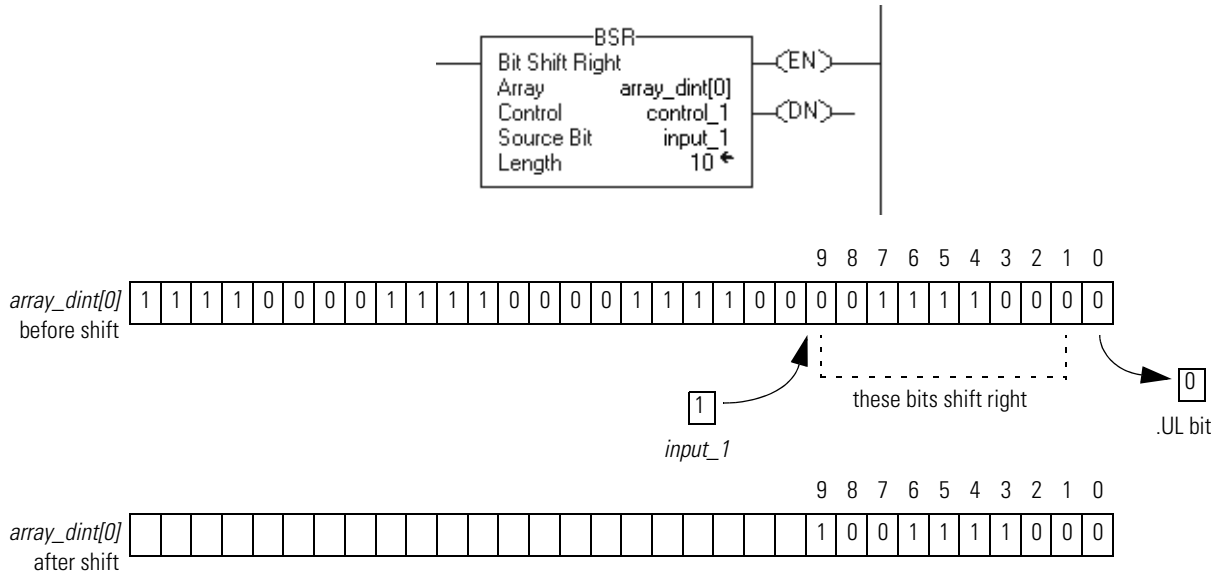 BSR
Bit Shift Right
Array array_dint[0]
Control control_1
Source Bit input_1
Length 10
EN
DN
9 8 7 6 5 4 3 2 1 0
array_dint[0] 1 1 1 1 0 0 0 0 1 1 1 1 0 0 0 0 1 1 1 1 0 0 0 0 1 1 1 1 0 0 0 0
before shift
these bits shift right
1
0
input_1
.UL bit
9 8 7 6 5 4 3 2 1 0
array_dint[0] 1 0 0 1 1 1 1 0 0 0
after shift